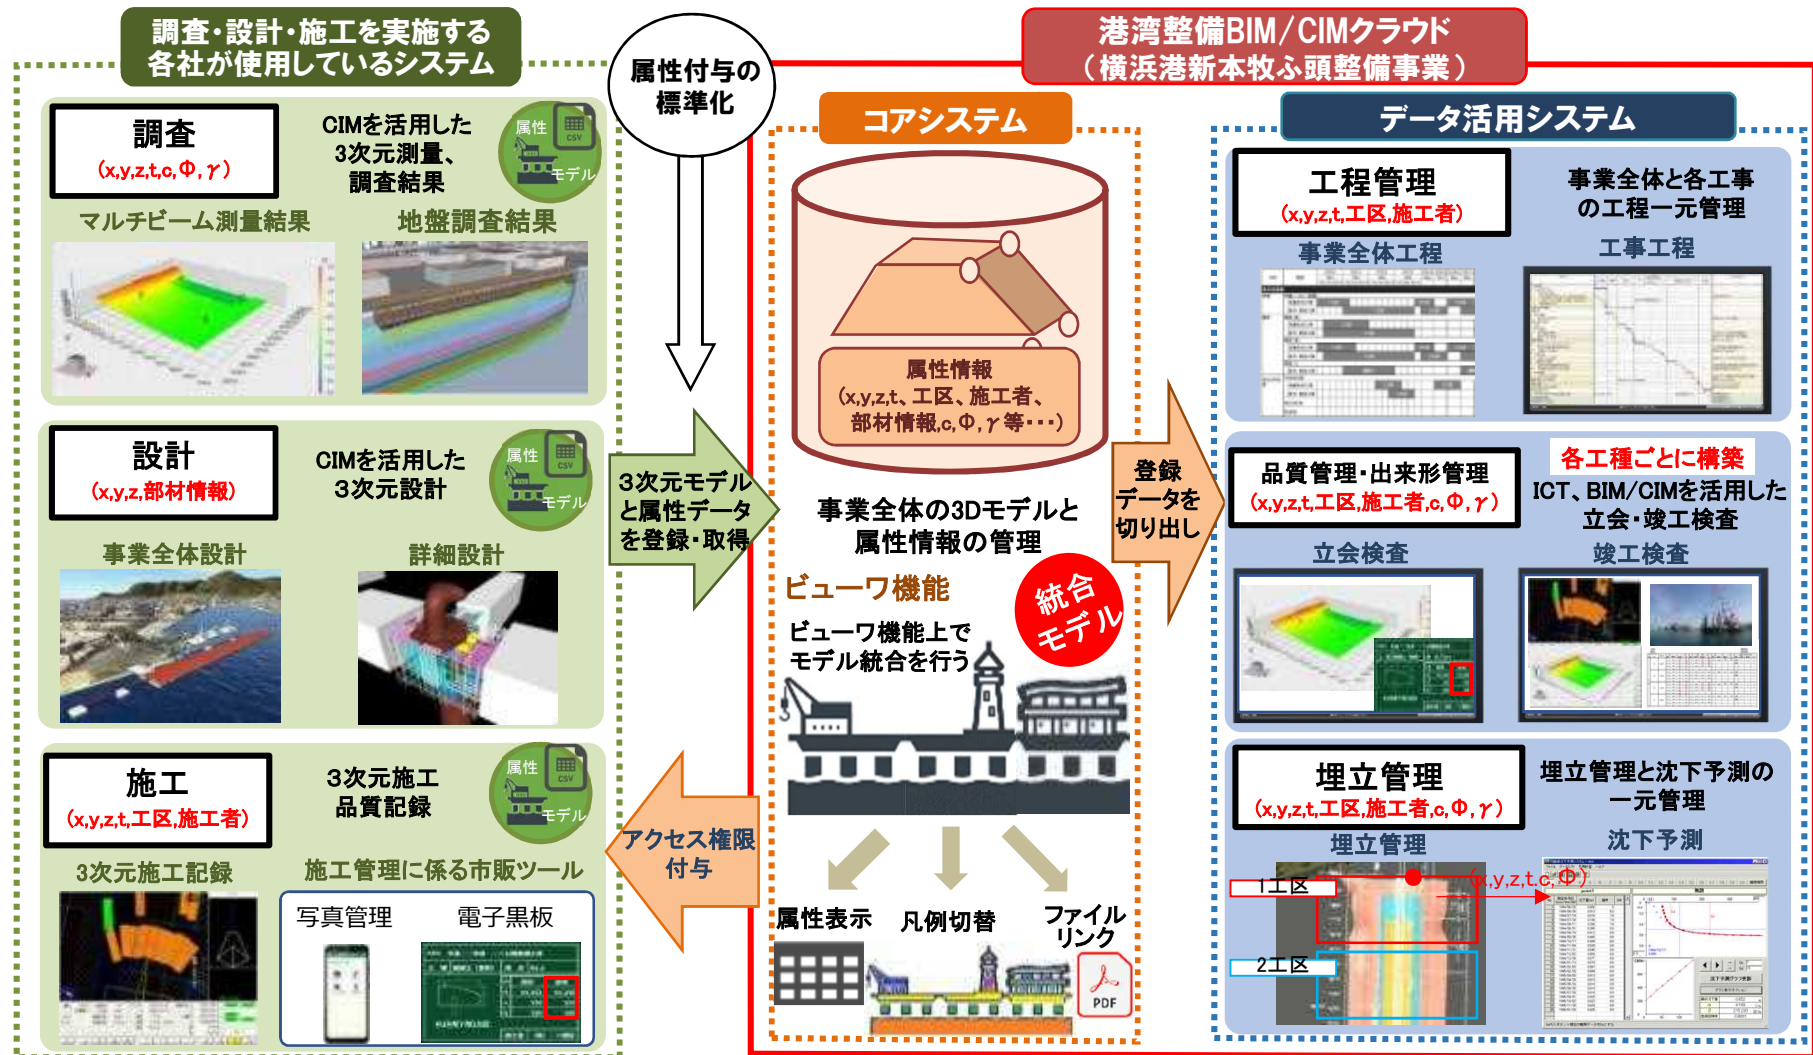 調査・設計・施工を実施する
各社が使用しているシステム
調査
(x,y,z,t,c,Φ,γ)
CIMを活用した
3次元測量、
調査結果
属性
CSV
モデル
マルチビーム測量結果
地盤調査結果
設計
(x,y,z,部材情報)
CIMを活用した
3次元設計
属性
CSV
モデル
事業全体設計
詳細設計
施工
(x,y,z,t,工区,施工者)
3次元施工
品質記録
属性
CSV
モデル
3次元施工記録
施工管理に係る市販ツール
写真管理
電子黒板
属性付与の
標準化
3次元モデル
と属性データ
を登録・取得
アクセス権限
付与
港湾整備BIM/CIMクラウド
(横浜港新本牧ふ頭整備事業)
コアシステム
属性情報
(x,y,z,t、工区、施工者、
部材情報,c,Φ,γ等・・・)
事業全体の3Dモデルと
属性情報の管理
ビューワ機能
統合
モデル
ビューワ機能上で
モデル統合を行う
属性表示
凡例切替
ファイル
リンク
PDF
登録
データを
切り出し
データ活用システム
工程管理
(x,y,z,t,工区,施工者)
事業全体と各工事
の工程一元管理
事業全体工程
工事工程
品質管理・出来形管理
(x,y,z,t,工区,施工者,c,Φ,γ)
各工種ごとに構築
ICT、BIM/CIMを活用した
立会・竣工検査
立会検査
竣工検査
埋立管理
(x,y,z,t,工区,施工者,c,Φ,γ)
埋立管理と沈下予測の
一元管理
埋立管理
沈下予測
1工区
(x,y,z,t.c,Φ)
2工区